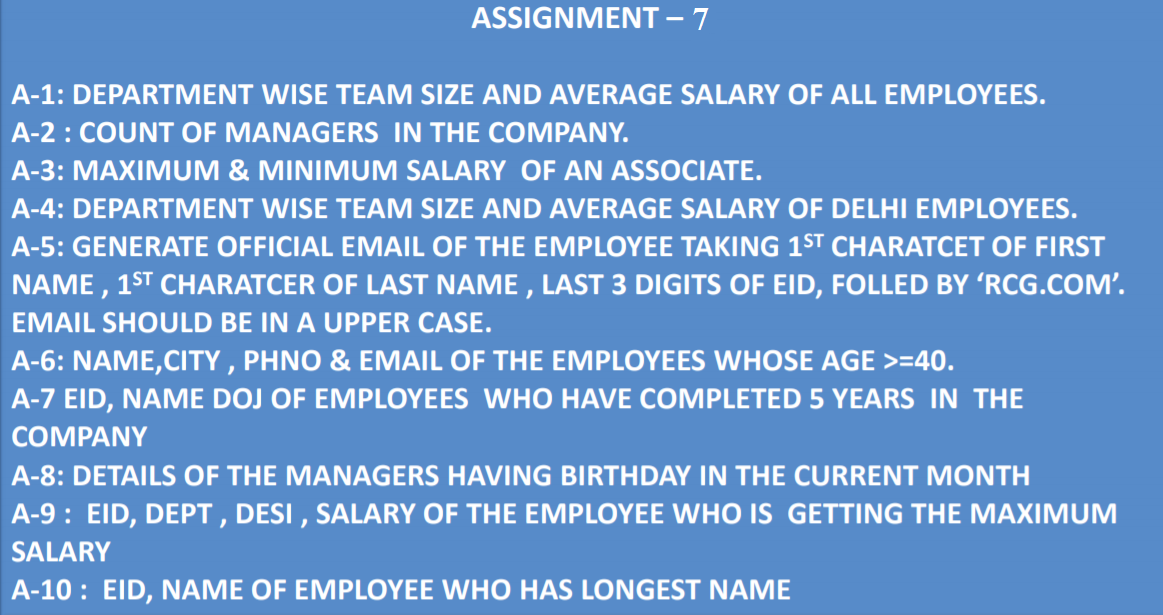 ASSIGNMENT – 7
A-1: DEPARTMENT WISE TEAM SIZE AND AVERAGE SALARY OF ALL EMPLOYEES.
A-2 : COUNT OF MANAGERS IN THE COMPANY.
A-3: MAXIMUM & MINIMUM SALARY OF AN ASSOCIATE.
A-4: DEPARTMENT WISE TEAM SIZE AND AVERAGE SALARY OF DELHI EMPLOYEES.
A-5: GENERATE OFFICIAL EMAIL OF THE EMPLOYEE TAKING 1ST CHARATCET OF FIRST
NAME , 1ST CHARATCER OF LAST NAME , LAST 3 DIGITS OF EID, FOLLED BY ‘RCG.COM’.
EMAIL SHOULD BE IN A UPPER CASE.
A-6: NAME,CITY , PHNO & EMAIL OF THE EMPLOYEES WHOSE AGE >=40.
A-7 EID, NAME DOJ OF EMPLOYEES WHO HAVE COMPLETED 5 YEARS IN THE
COMPANY
A-8: DETAILS OF THE MANAGERS HAVING BIRTHDAY IN THE CURRENT MONTH
A-9 : EID, DEPT , DESI , SALARY OF THE EMPLOYEE WHO IS GETTING THE MAXIMUM
SALARY
A-10 : EID, NAME OF EMPLOYEE WHO HAS LONGEST NAME